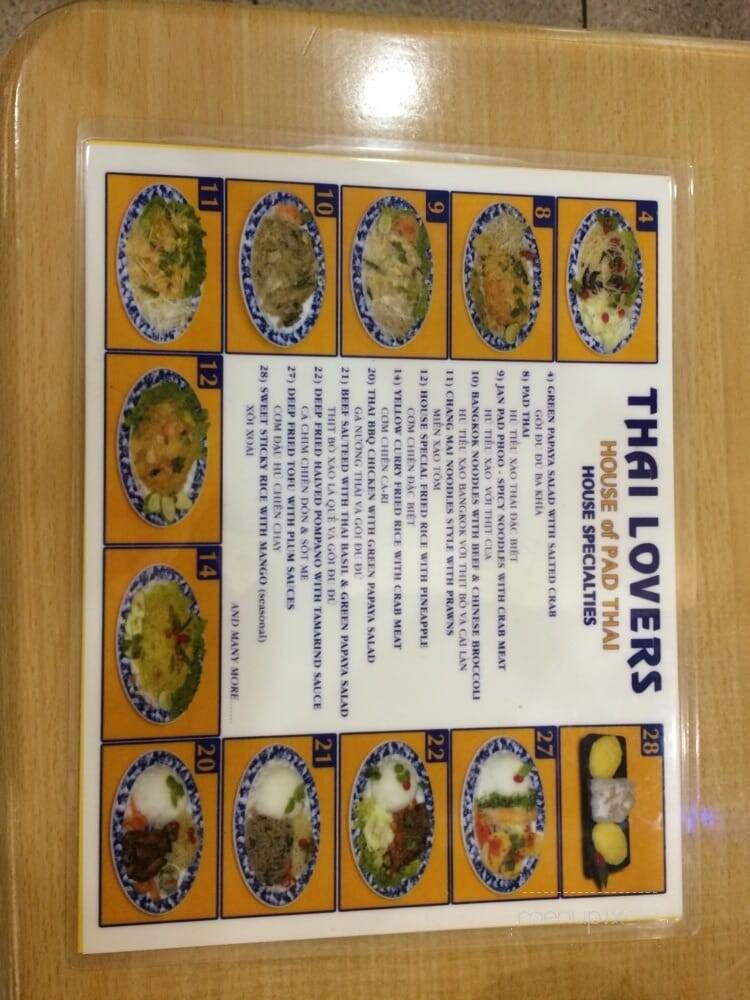 THAI LOVERS
HOUSE of PAD THAI
HOUSE SPECIALTIES
4) GREEN PAPAYA SALAD WITH SALTED CRAB
GỎI ĐU ĐỦ BA KHÍA
8) PAD THAI
HỦ TIẾU XÀO THÁI ĐẶC BIỆT
9) JAN PAD PHOO - SPICY NOODLES WITH CRAB MEAT
HỦ TIẾU XÀO VỚI THỊT CUA
10) BANGKOK NOODLES WITH BEEF & CHINESE BROCCOLI
HỦ TIẾU XÀO BANGKOK VỚI THỊT BÒ VÀ CẢI LÀN
11) CHANG MAI NOODLES STYLE WITH PRAWNS
MIẾN XÀO TÔM
12) HOUSE SPECIAL FRIED RICE WITH PINEAPPLE
CƠM CHIÊN ĐẶC BIỆT
14) YELLOW CURRY FRIED RICE WITH CRAB MEAT
CƠM CHIÊN CA-RI
20) THAI BBQ CHICKEN WITH GREEN PAPAYA SALAD
GÀ NƯỚNG THÁI VÀ GỎI ĐU ĐỦ
21) BEEF SAUTEED WITH THAI BASIL & GREEN PAPAYA SALAD
THỊT BÒ XÀO LÁ QUẾ VÀ GỎI ĐU ĐỦ
22) DEEP FRIED HALVED POMPANO WITH TAMARIND SAUCE
CÁ CHIM CHIÊN DÒN & SỐT ME
27) DEEP FRIED TOFU WITH PLUM SAUCES
CƠM ĐẬU HỦ CHIÊN CHAY
28) SWEET STICKY RICE WITH MANGO (seasonal)
XÔI XOÀI
AND MANY MORE........
4
8
9
10
11
12
14
20
21
22
27
28
menupix